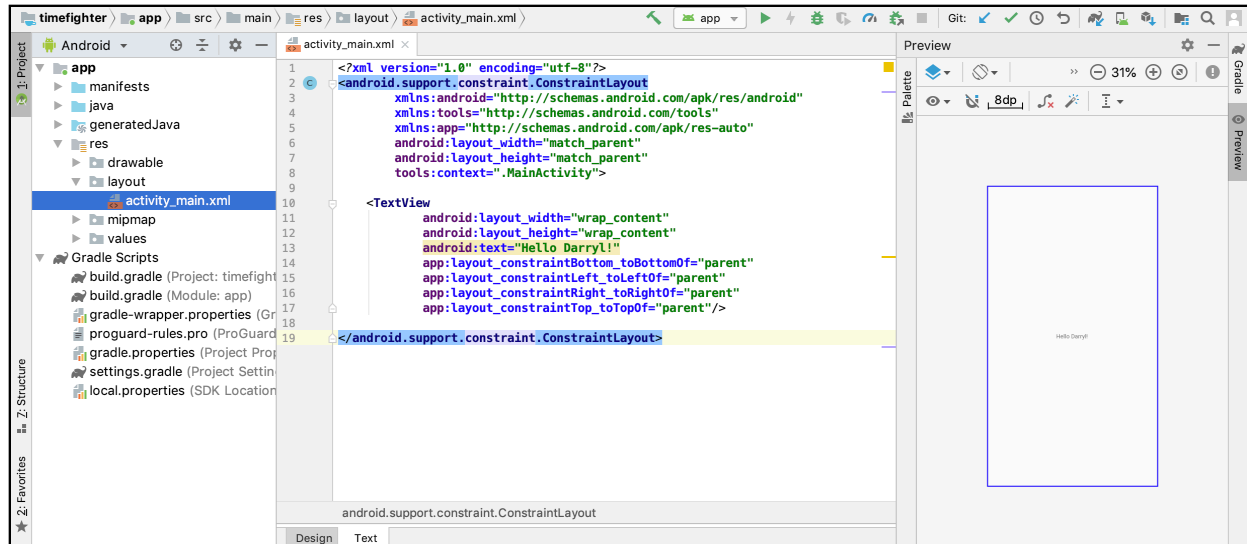 timefighter app src main res layout activity_main.xml app Git:
1: Project
Android
activity_main.xml
Preview
app
manifests
java
generatedJava
res
drawable
layout
activity_main.xml
mipmap
values
Gradle Scripts
build.gradle (Project: timefight
build.gradle (Module: app)
gradle-wrapper.properties (Gr
proguard-rules.pro (ProGuard
gradle.properties (Project Prop
settings.gradle (Project Settin
local.properties (SDK Location
Z: Structure
2: Favorites
1 <?xml version="1.0" encoding="utf-8"?>
2 <android.support.constraint.ConstraintLayout
3 xmlns:android="http://schemas.android.com/apk/res/android"
4 xmlns:tools="http://schemas.android.com/tools"
5 xmlns:app="http://schemas.android.com/apk/res-auto"
6 android:layout_width="match_parent"
7 android:layout_height="match_parent"
8 tools:context=".MainActivity">
9
10 <TextView
11 android:layout_width="wrap_content"
12 android:layout_height="wrap_content"
13 android:text="Hello Darryl!"
14 app:layout_constraintBottom_toBottomOf="parent"
15 app:layout_constraintLeft_toLeftOf="parent"
16 app:layout_constraintRight_toRightOf="parent"
17 app:layout_constraintTop_toTopOf="parent"/>
18
19 </android.support.constraint.ConstraintLayout>
android.support.constraint.ConstraintLayout
Design Text
Palette
31%
8dp
Hello Darryl!
Gradle
Preview